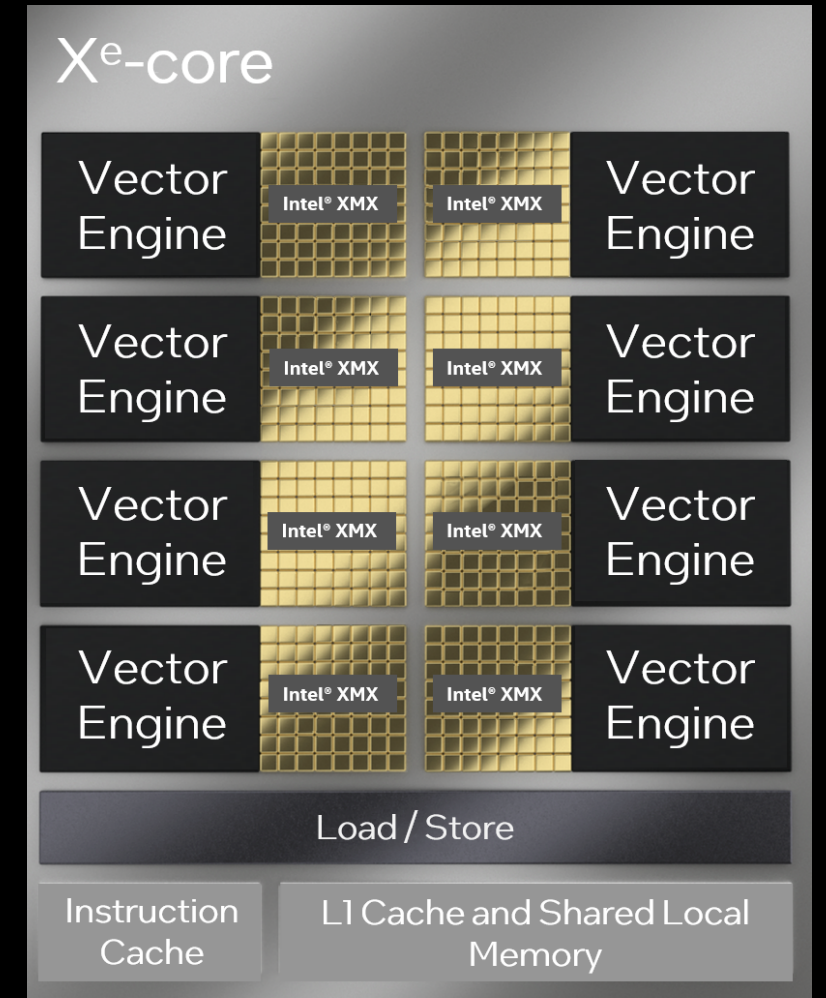 Xe-core
Vector
Engine
Intel® XMX
Intel® XMX
Vector
Engine
Vector
Engine
Intel® XMX
Intel® XMX
Vector
Engine
Vector
Engine
Intel® XMX
Intel® XMX
Vector
Engine
Vector
Engine
Intel® XMX
Intel® XMX
Vector
Engine
Load / Store
Instruction
Cache
L1 Cache and Shared Local
Memory